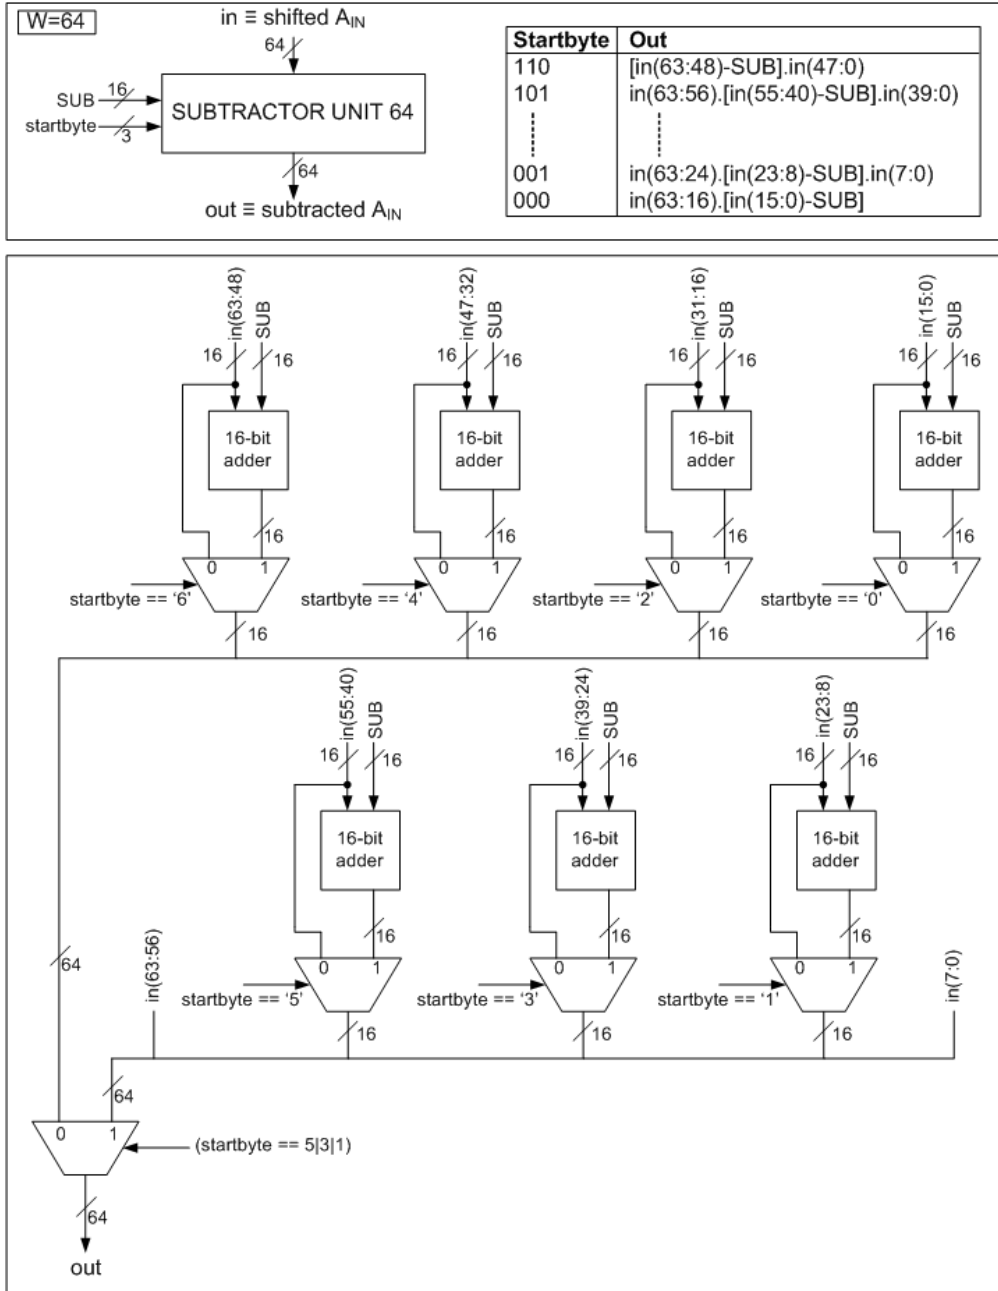 W=64
in ≡ shifted A_IN
64
SUB 16
startbyte 3
SUBTRACTOR UNIT 64
64
out ≡ subtracted A_IN
Startbyte Out
110 [in(63:48)-SUB].in(47:0)
101 in(63:56).[in(55:40)-SUB].in(39:0)
001 in(63:24).[in(23:8)-SUB].in(7:0)
000 in(63:16).[in(15:0)-SUB]
in(63:48) SUB in(47:32) SUB in(31:16) SUB in(15:0) SUB
16 16 16 16 16 16 16 16
16-bit adder 16-bit adder 16-bit adder 16-bit adder
16 16 16 16
0 1 0 1 0 1 0 1
startbyte == ‘6’ startbyte == ‘4’ startbyte == ‘2’ startbyte == ‘0’
16 16 16 16
in(55:40) SUB in(39:24) SUB in(23:8) SUB
16 16 16 16 16 16
16-bit adder 16-bit adder 16-bit adder
16 16 16
64 in(63:56) 0 1 0 1 0 1 in(7:0)
startbyte == ‘5’ startbyte == ‘3’ startbyte == ‘1’
16 16 16
64
0 1
(startbyte == 5|3|1)
64
out